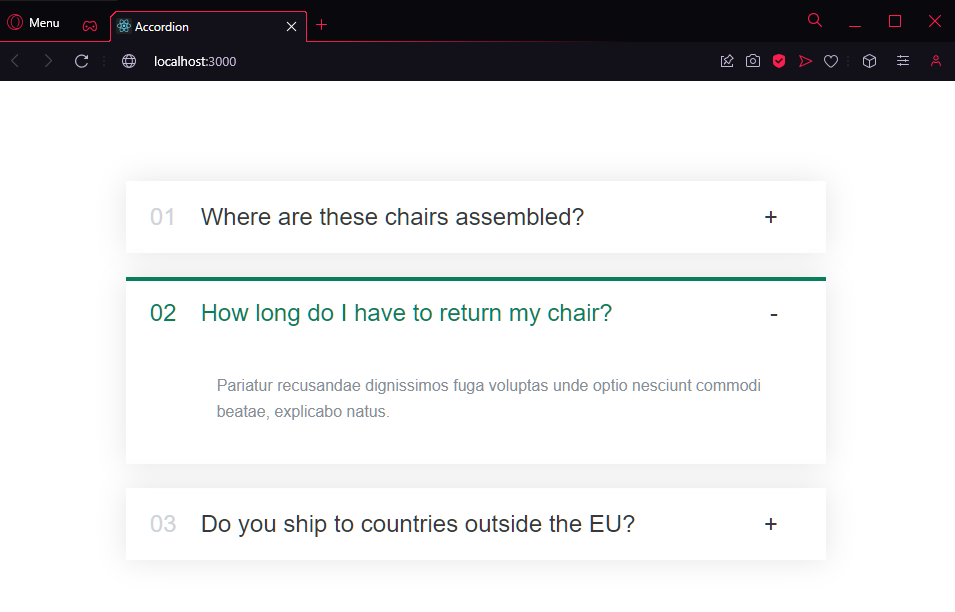 Menu
Accordion
localhost:3000
01 Where are these chairs assembled? +
02 How long do I have to return my chair? -
Pariatur recusandae dignissimos fuga voluptas unde optio nesciunt commodi
beatae, explicabo natus.
03 Do you ship to countries outside the EU? +